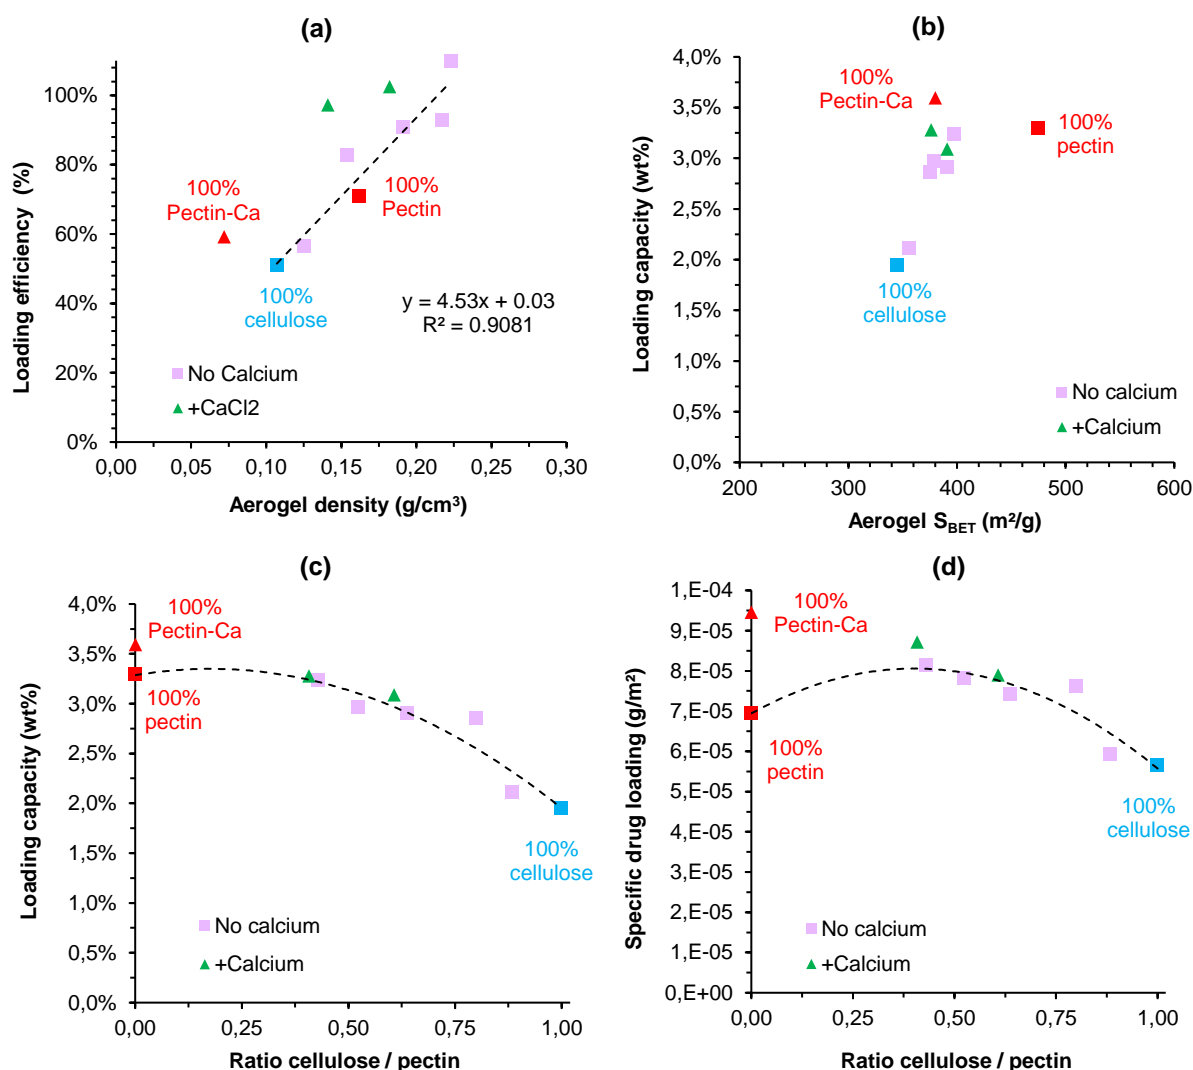 (a)
Loading efficiency (%)
100%
80%
60%
40%
20%
0%
0,00
0,05
0,10
0,15
0,20
0,25
0,30
Aerogel density (g/cm³)
100%
Pectin-Ca
100%
Pectin
100%
cellulose
y = 4.53x + 0.03
R² = 0.9081
No Calcium
+CaCl2
(b)
Loading capacity (wt%)
4,0%
3,5%
3,0%
2,5%
2,0%
1,5%
1,0%
0,5%
0,0%
200
300
400
500
600
Aerogel SBET (m²/g)
100%
Pectin-Ca
100%
pectin
100%
cellulose
No calcium
+Calcium
(c)
Loading capacity (wt%)
4,0%
3,5%
3,0%
2,5%
2,0%
1,5%
1,0%
0,5%
0,0%
0,00
0,25
0,50
0,75
1,00
Ratio cellulose / pectin
100%
Pectin-Ca
100%
pectin
100%
cellulose
No calcium
+Calcium
(d)
Specific drug loading (g/m²)
1,E-04
9,E-05
8,E-05
7,E-05
6,E-05
5,E-05
4,E-05
3,E-05
2,E-05
1,E-05
0,E+00
0,00
0,25
0,50
0,75
1,00
Ratio cellulose / pectin
100%
Pectin-Ca
100%
pectin
100%
cellulose
No calcium
+Calcium